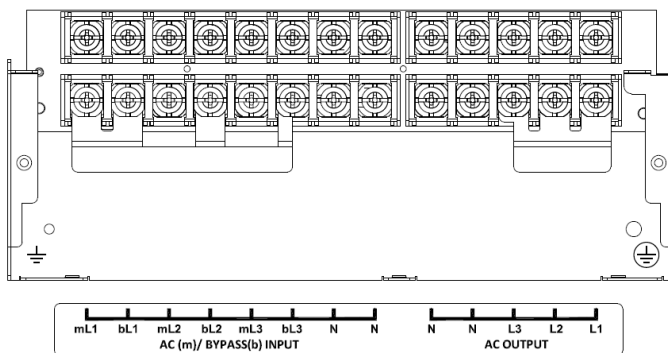 mL1 bL1 mL2 bL2 mL3 bL3 N N N N L3 L2 L1
AC (m)/ BYPASS(b) INPUT AC OUTPUT